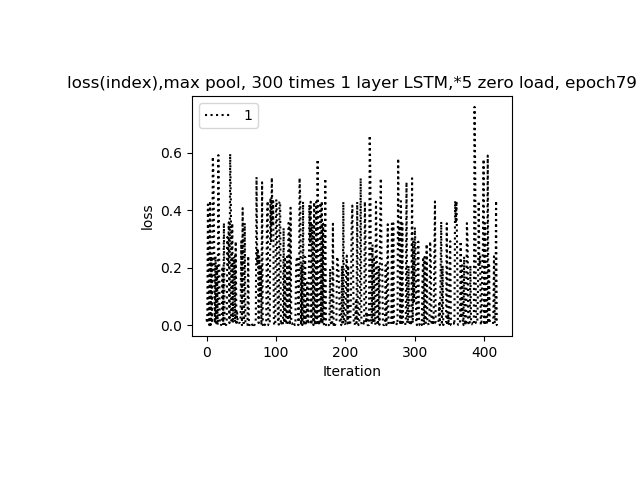 loss(index),max pool, 300 times 1 layer LSTM,*5 zero load, epoch79
1
0.6
0.4
0.2
0.0
loss
0 100 200 300 400
Iteration